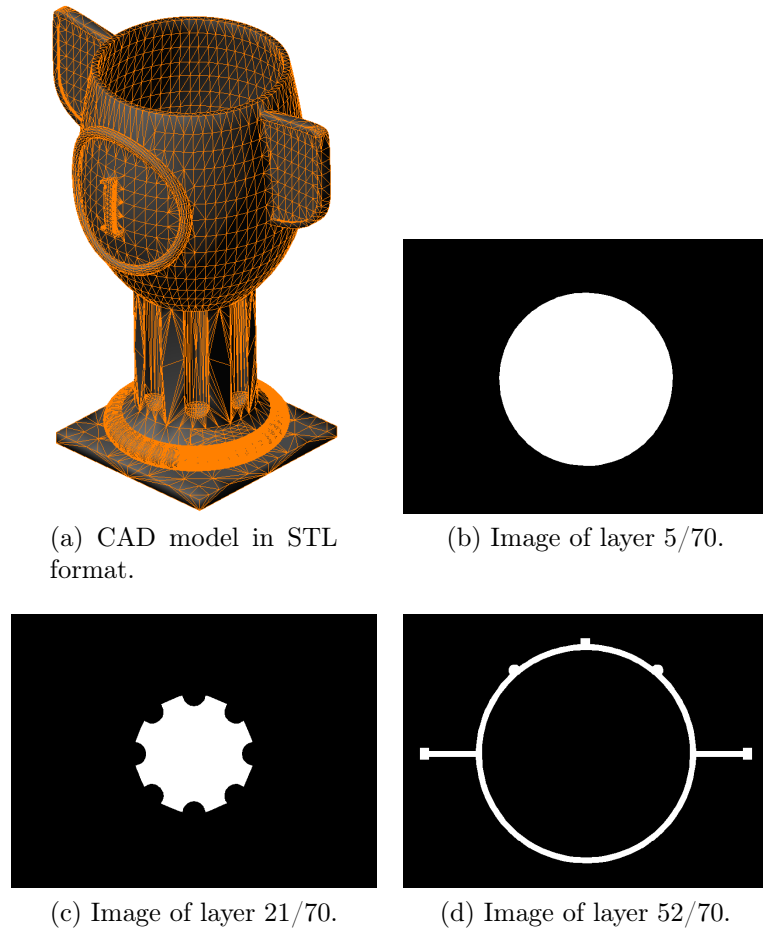 1
(a) CAD model in STL
format.
(b) Image of layer 5/70.
(c) Image of layer 21/70.
(d) Image of layer 52/70.